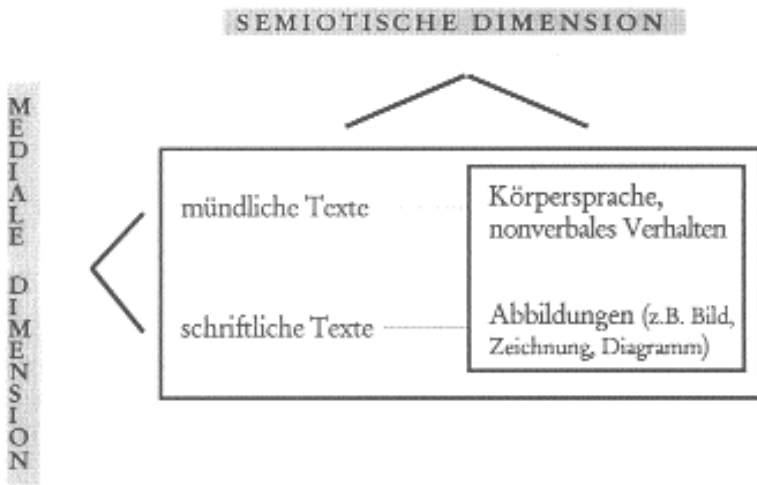 SEMIOTISCHE DIMENSION
MEDIALE DIMENSION
mündliche Texte
Körpersprache,
nonverbales Verhalten
schriftliche Texte
Abbildungen (z.B. Bild,
Zeichnung, Diagramm)